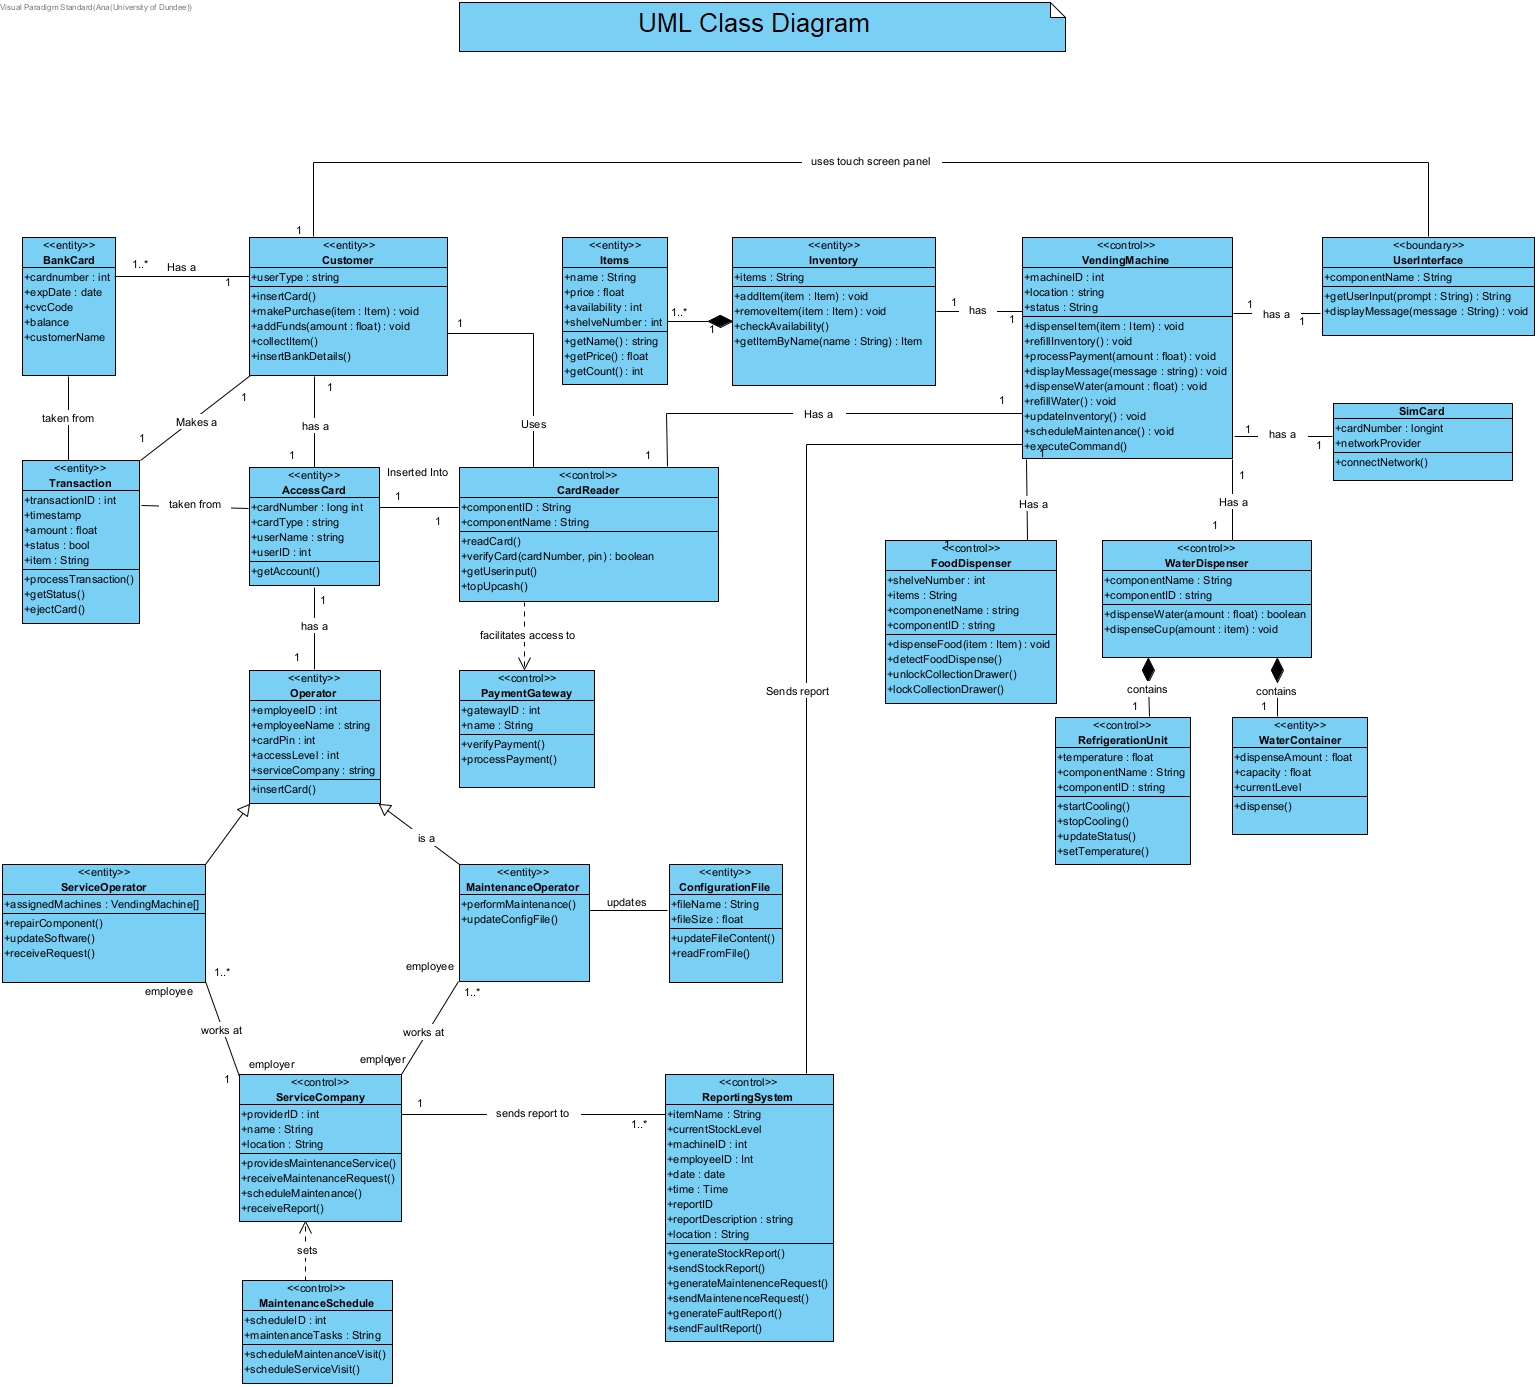 Visual Paradigm Standard(Ana(University of Dundee))
UML Class Diagram
uses touch screen panel
1
<<entity>>
BankCard
+cardnumber : int
+expDate : date
+cvcCode
+balance
+customerName
1..*
Has a
1
<<entity>>
Customer
+userType : string
+insertCard()
+makePurchase(item : Item) : void
+addFunds(amount : float) : void
+collectItem()
+insertBankDetails()
<<entity>>
Items
+name : String
+price : float
+availability : int
+shelveNumber : int
+getName() : string
+getPrice() : float
+getCount() : int
1..*
1
<<entity>>
Inventory
+items : String
+addItem(item : Item) : void
+removeItem(item : Item) : void
+checkAvailability()
+getItemByName(name : String) : Item
1
has
1
<<control>>
VendingMachine
+machineID : int
+location : string
+status : String
+dispenseItem(item : Item) : void
+refillInventory() : void
+processPayment(amount : float) : void
+displayMessage(message : string) : void
+dispenseWater(amount : float) : void
+refillWater() : void
+updateInventory() : void
+scheduleMaintenance() : void
+executeCommand()
1
has a
1
<<boundary>>
UserInterface
+componentName : String
+getUserInput(prompt : String) : String
+displayMessage(message : String) : void
1
has a
1
SimCard
+cardNumber : longint
+networkProvider
+connectNetwork()
taken from
1
Makes a
1
1
has a
1
1
Uses
1
Has a
1
<<entity>>
Transaction
+transactionID : int
+timestamp
+amount : float
+status : bool
+item : String
+processTransaction()
+getStatus()
+ejectCard()
taken from
<<entity>>
AccessCard
+cardNumber : long int
+cardType : string
+userName : string
+userID : int
+getAccount()
Inserted Into
1
1
<<control>>
CardReader
+componentID : String
+componentName : String
+readCard()
+verifyCard(cardNumber, pin) : boolean
+getUserinput()
+topUpcash()
1
Has a
1
<<control>>
FoodDispenser
+shelveNumber : int
+items : String
+componenetName : string
+componentID : string
+dispenseFood(item : Item) : void
+detectFoodDispense()
+unlockCollectionDrawer()
+lockCollectionDrawer()
1
Has a
1
<<control>>
WaterDispenser
+componentName : String
+componentID : string
+dispenseWater(amount : float) : boolean
+dispenseCup(amount : item) : void
1
has a
1
facilitates access to
Sends report
contains
1
contains
1
<<entity>>
Operator
+employeeID : int
+employeeName : string
+cardPin : int
+accessLevel : int
+serviceCompany : string
+insertCard()
<<control>>
PaymentGateway
+gatewayID : int
+name : String
+verifyPayment()
+processPayment()
<<control>>
RefrigerationUnit
+temperature : float
+componentName : String
+componentID : string
+startCooling()
+stopCooling()
+updateStatus()
+setTemperature()
<<entity>>
WaterContainer
+dispenseAmount : float
+capacity : float
+currentLevel
+dispense()
is a
<<entity>>
ServiceOperator
+assignedMachines : VendingMachine[]
+repairComponent()
+updateSoftware()
+receiveRequest()
<<entity>>
MaintenanceOperator
+performMaintenance()
+updateConfigFile()
updates
<<entity>>
ConfigurationFile
+fileName : String
+fileSize : float
+updateFileContent()
+readFromFile()
1..*
employee
works at
employer
1
employee
1..*
works at
employer
1
<<control>>
ServiceCompany
+providerID : int
+name : String
+location : String
+providesMaintenanceService()
+receiveMaintenanceRequest()
+scheduleMaintenance()
+receiveReport()
1
sends report to
1..*
<<control>>
ReportingSystem
+itemName : String
+currentStockLevel
+machineID : int
+employeeID : Int
+date : date
+time : Time
+reportID
+reportDescription : string
+location : String
+generateStockReport()
+sendStockReport()
+generateMaintenenceRequest()
+sendMaintenenceRequest()
+generateFaultReport()
+sendFaultReport()
sets
<<control>>
MaintenanceSchedule
+scheduleID : int
+maintenanceTasks : String
+scheduleMaintenanceVisit()
+scheduleServiceVisit()